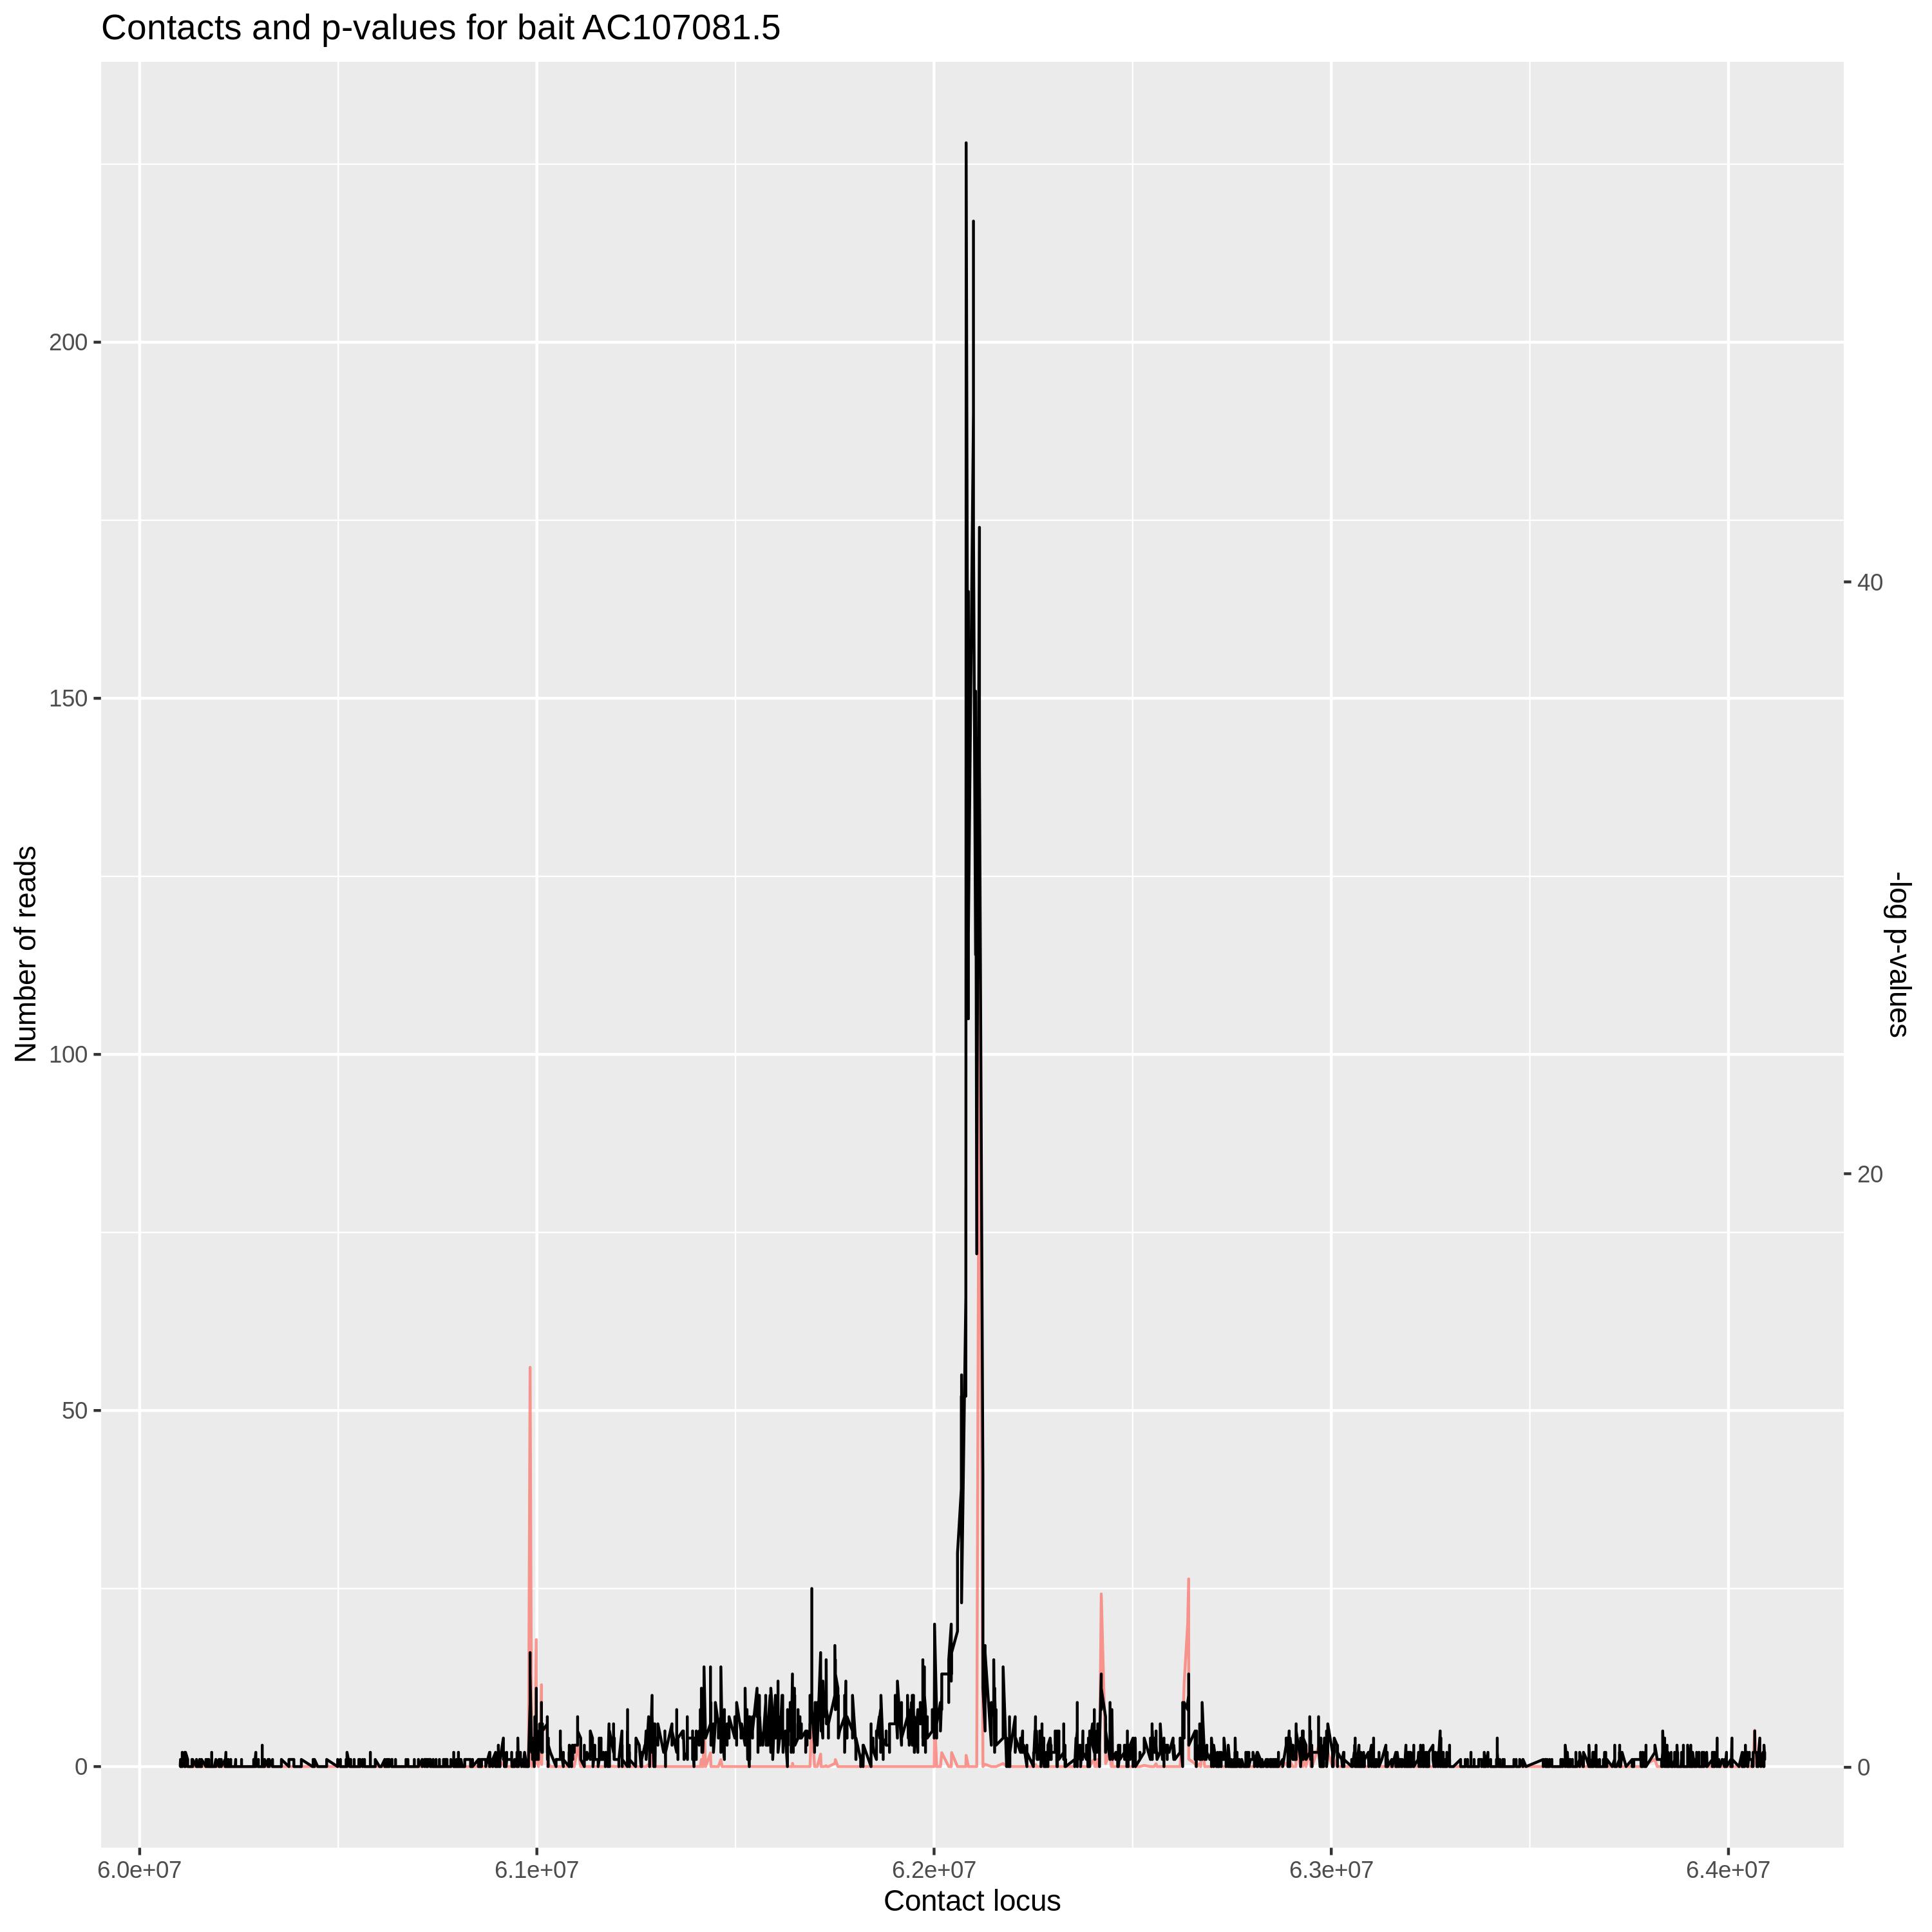 Contacts and p-values for bait AC107081.5
Number of reads
200
150
100
50
0
40
20
0
-log p-values
6.0e+07
6.1e+07
6.2e+07
6.3e+07
6.4e+07
Contact locus